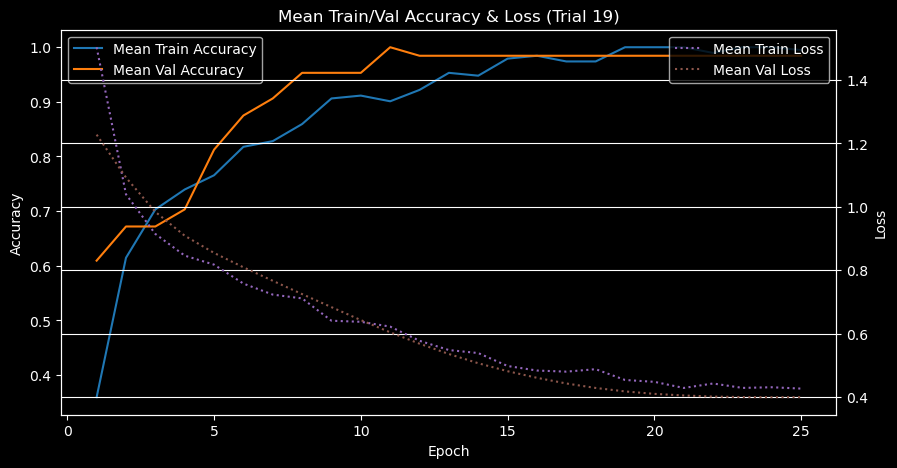 Mean Train/Val Accuracy & Loss (Trial 19)
Mean Train Accuracy
Mean Val Accuracy
Mean Train Loss
Mean Val Loss
1.0
0.9
0.8
0.7
0.6
0.5
0.4
Accuracy
1.4
1.2
1.0
0.8
0.6
0.4
Loss
0 5 10 15 20 25
Epoch